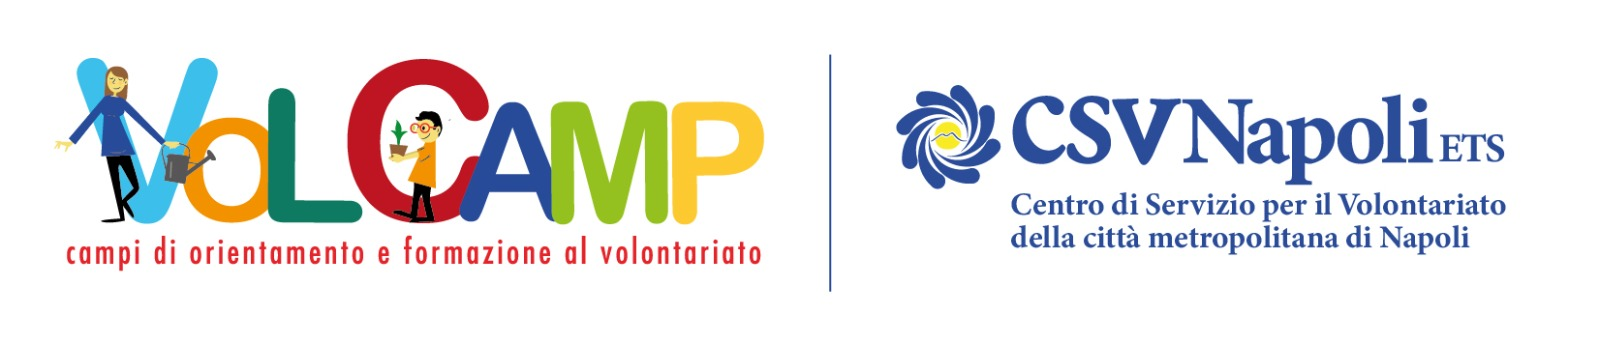 VOLCAMP
campi di orientamento e formazione al volontariato
CSVNapoli ETS
Centro di Servizio per il Volontariato
della città metropolitana di Napoli